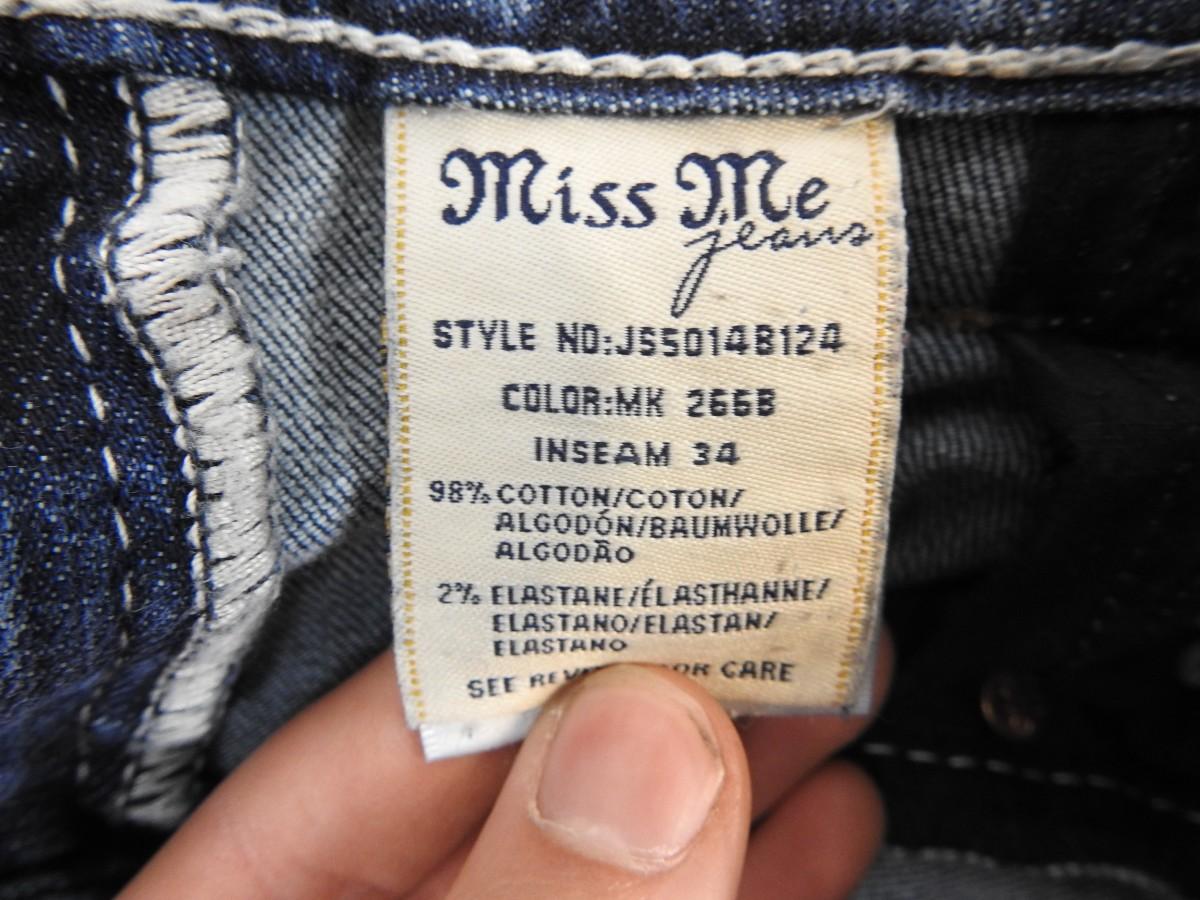 Miss Me
jeans
STYLE NO:JS5014B124
COLOR:MK 266B
INSEAM 34
98% COTTON/COTON/
ALGODÓN/BAUMWOLLE/
ALGODÃO
2% ELASTANE/ÉLASTHANNE/
ELASTANO/ELASTAN/
ELASTANO
SEE CARE